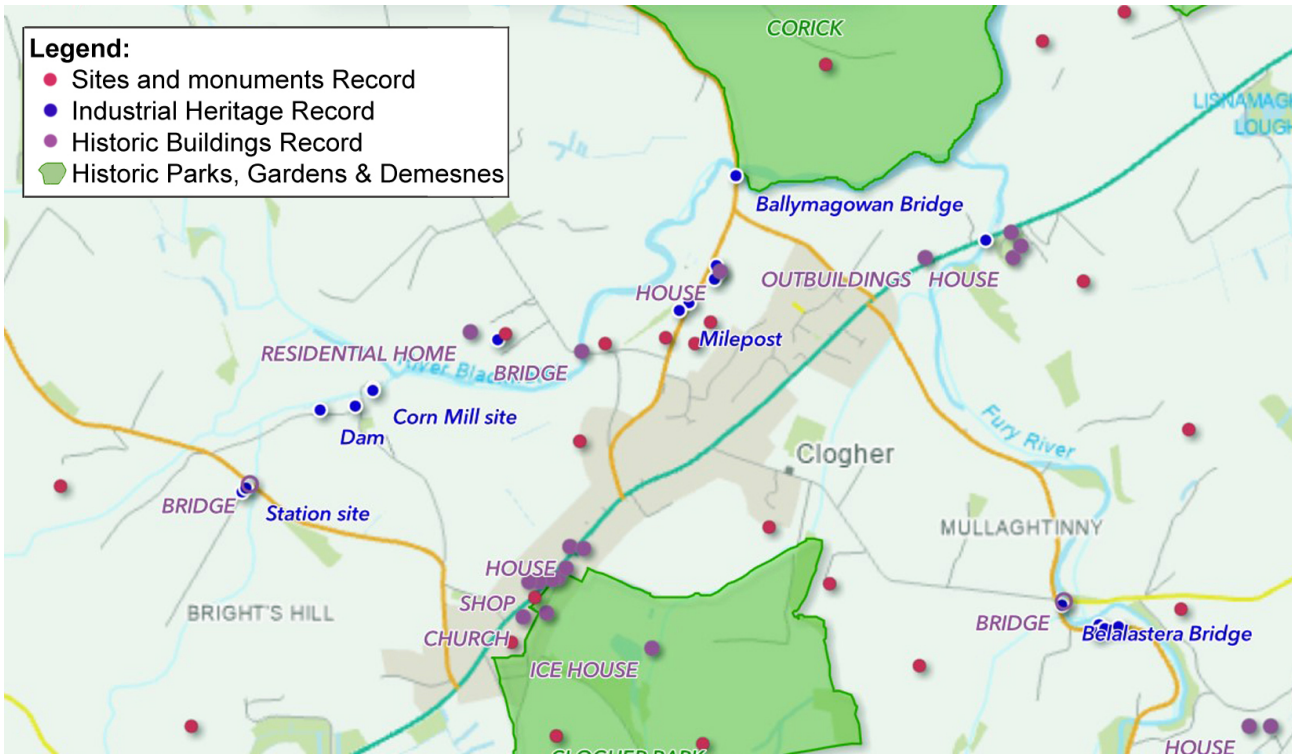 Legend:
Sites and monuments Record
Industrial Heritage Record
Historic Buildings Record
Historic Parks, Gardens & Demesnes
CORICK
Ballymagowan Bridge
OUTBUILDINGS
HOUSE
HOUSE
Milepost
RESIDENTIAL HOME
BRIDGE
Corn Mill site
Dam
Fury River
Clogher
BRIDGE
Station site
MULLAGHTINNY
HOUSE
SHOP
BRIGHT'S HILL
CHURCH
BRIDGE
Belalastera Bridge
ICE HOUSE
CLOGHER PARK
HOUSE